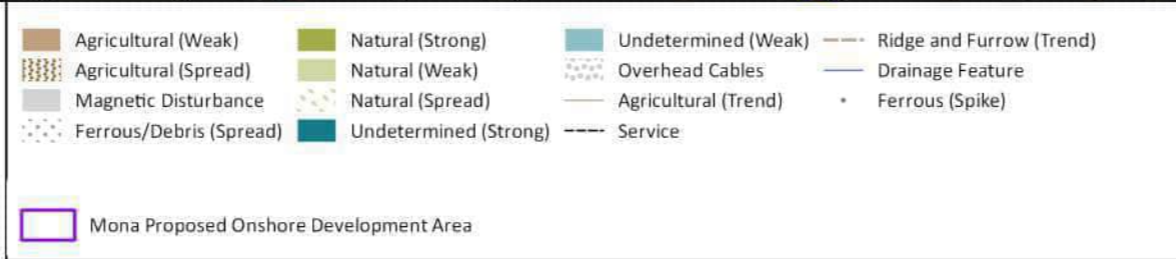 Agricultural (Weak)
Agricultural (Spread)
Magnetic Disturbance
Ferrous/Debris (Spread)
Natural (Strong)
Natural (Weak)
Natural (Spread)
Undetermined (Strong)
Undetermined (Weak)
Overhead Cables
Agricultural (Trend)
Service
Ridge and Furrow (Trend)
Drainage Feature
Ferrous (Spike)
Mona Proposed Onshore Development Area